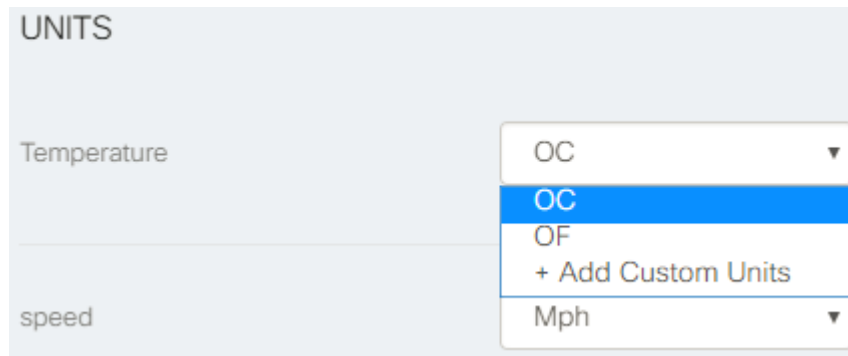 UNITS
Temperature
OC
OC
OF
+ Add Custom Units
speed
Mph